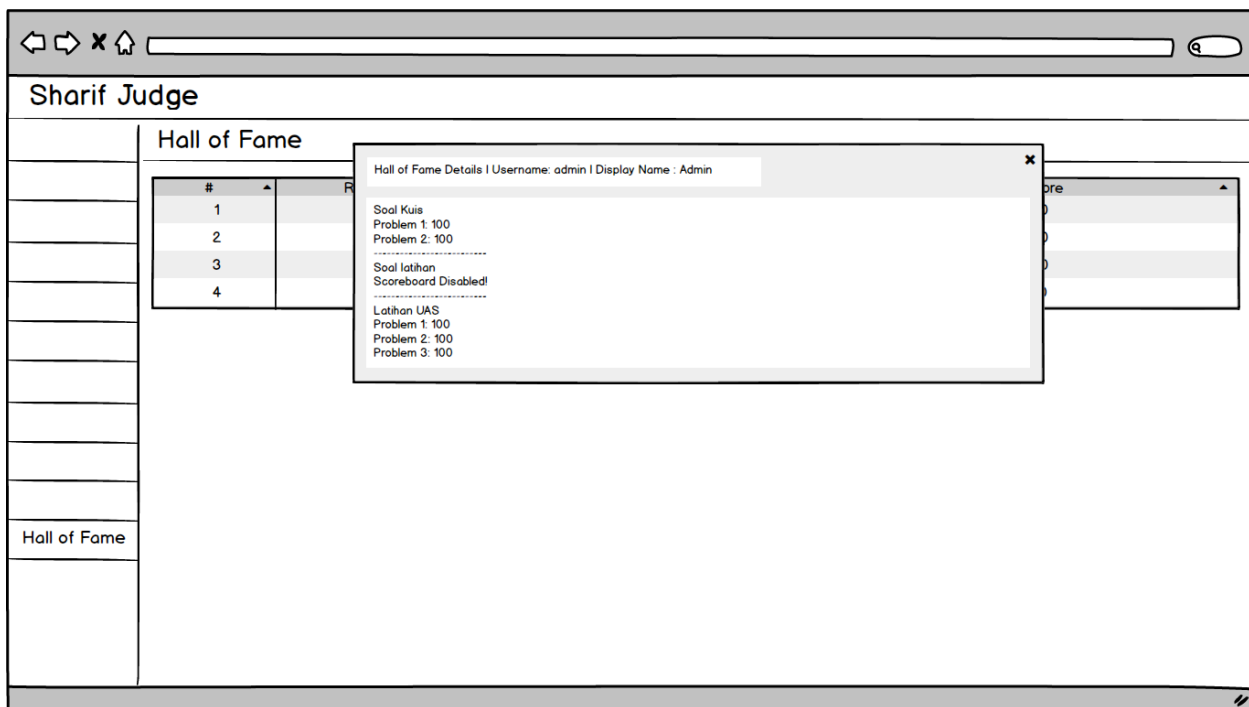 Sharif Judge
Hall of Fame
Hall of Fame Details | Username: admin | Display Name : Admin
#
1
2
3
4
Soal Kuis
Problem 1: 100
Problem 2: 100
Soal latihan
Scoreboard Disabled!
Latihan UAS
Problem 1: 100
Problem 2: 100
Problem 3: 100
Hall of Fame